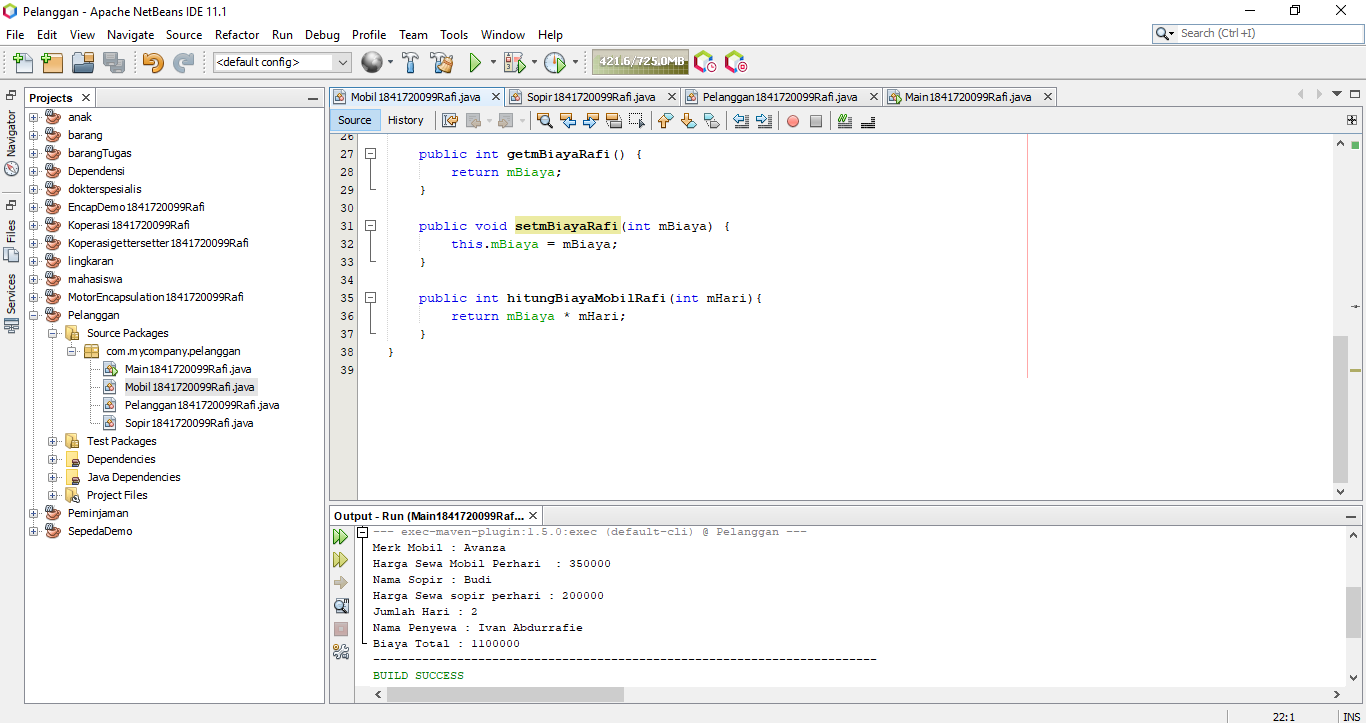 Pelanggan - Apache NetBeans IDE 11.1
File Edit View Navigate Source Refactor Run Debug Profile Team Tools Window Help
Search (Ctrl+I)
<default config>
421.6/725.0MB
Projects
Navigator
Files
Services
anak
barang
barangTugas
Dependensi
dokterspesialis
EncapDemo1841720099Rafi
Koperasi1841720099Rafi
Koperasigettersetter1841720099Rafi
lingkaran
mahasiswa
MotorEncapsulation1841720099Rafi
Pelanggan
Source Packages
com.mycompany.pelanggan
Main1841720099Rafi.java
Mobil1841720099Rafi.java
Pelanggan1841720099Rafi.java
Sopir1841720099Rafi.java
Test Packages
Dependencies
Java Dependencies
Project Files
Peminjaman
SepedaDemo
Mobil1841720099Rafi.java Sopir1841720099Rafi.java Pelanggan1841720099Rafi.java Main1841720099Rafi.java
Source History
26
27 public int getmBiayaRafi() {
28 return mBiaya;
29 }
30
31 public void setmBiayaRafi(int mBiaya) {
32 this.mBiaya = mBiaya;
33 }
34
35 public int hitungBiayaMobilRafi(int mHari){
36 return mBiaya * mHari;
37 }
38 }
39
Output - Run (Main1841720099Raf...
--- exec-maven-plugin:1.5.0:exec (default-cli) @ Pelanggan ---
Merk Mobil : Avanza
Harga Sewa Mobil Perhari  : 350000
Nama Sopir : Budi
Harga Sewa sopir perhari : 200000
Jumlah Hari : 2
Nama Penyewa : Ivan Abdurrafie
Biaya Total : 1100000
------------------------------------------------------------------------
BUILD SUCCESS
22:1 INS